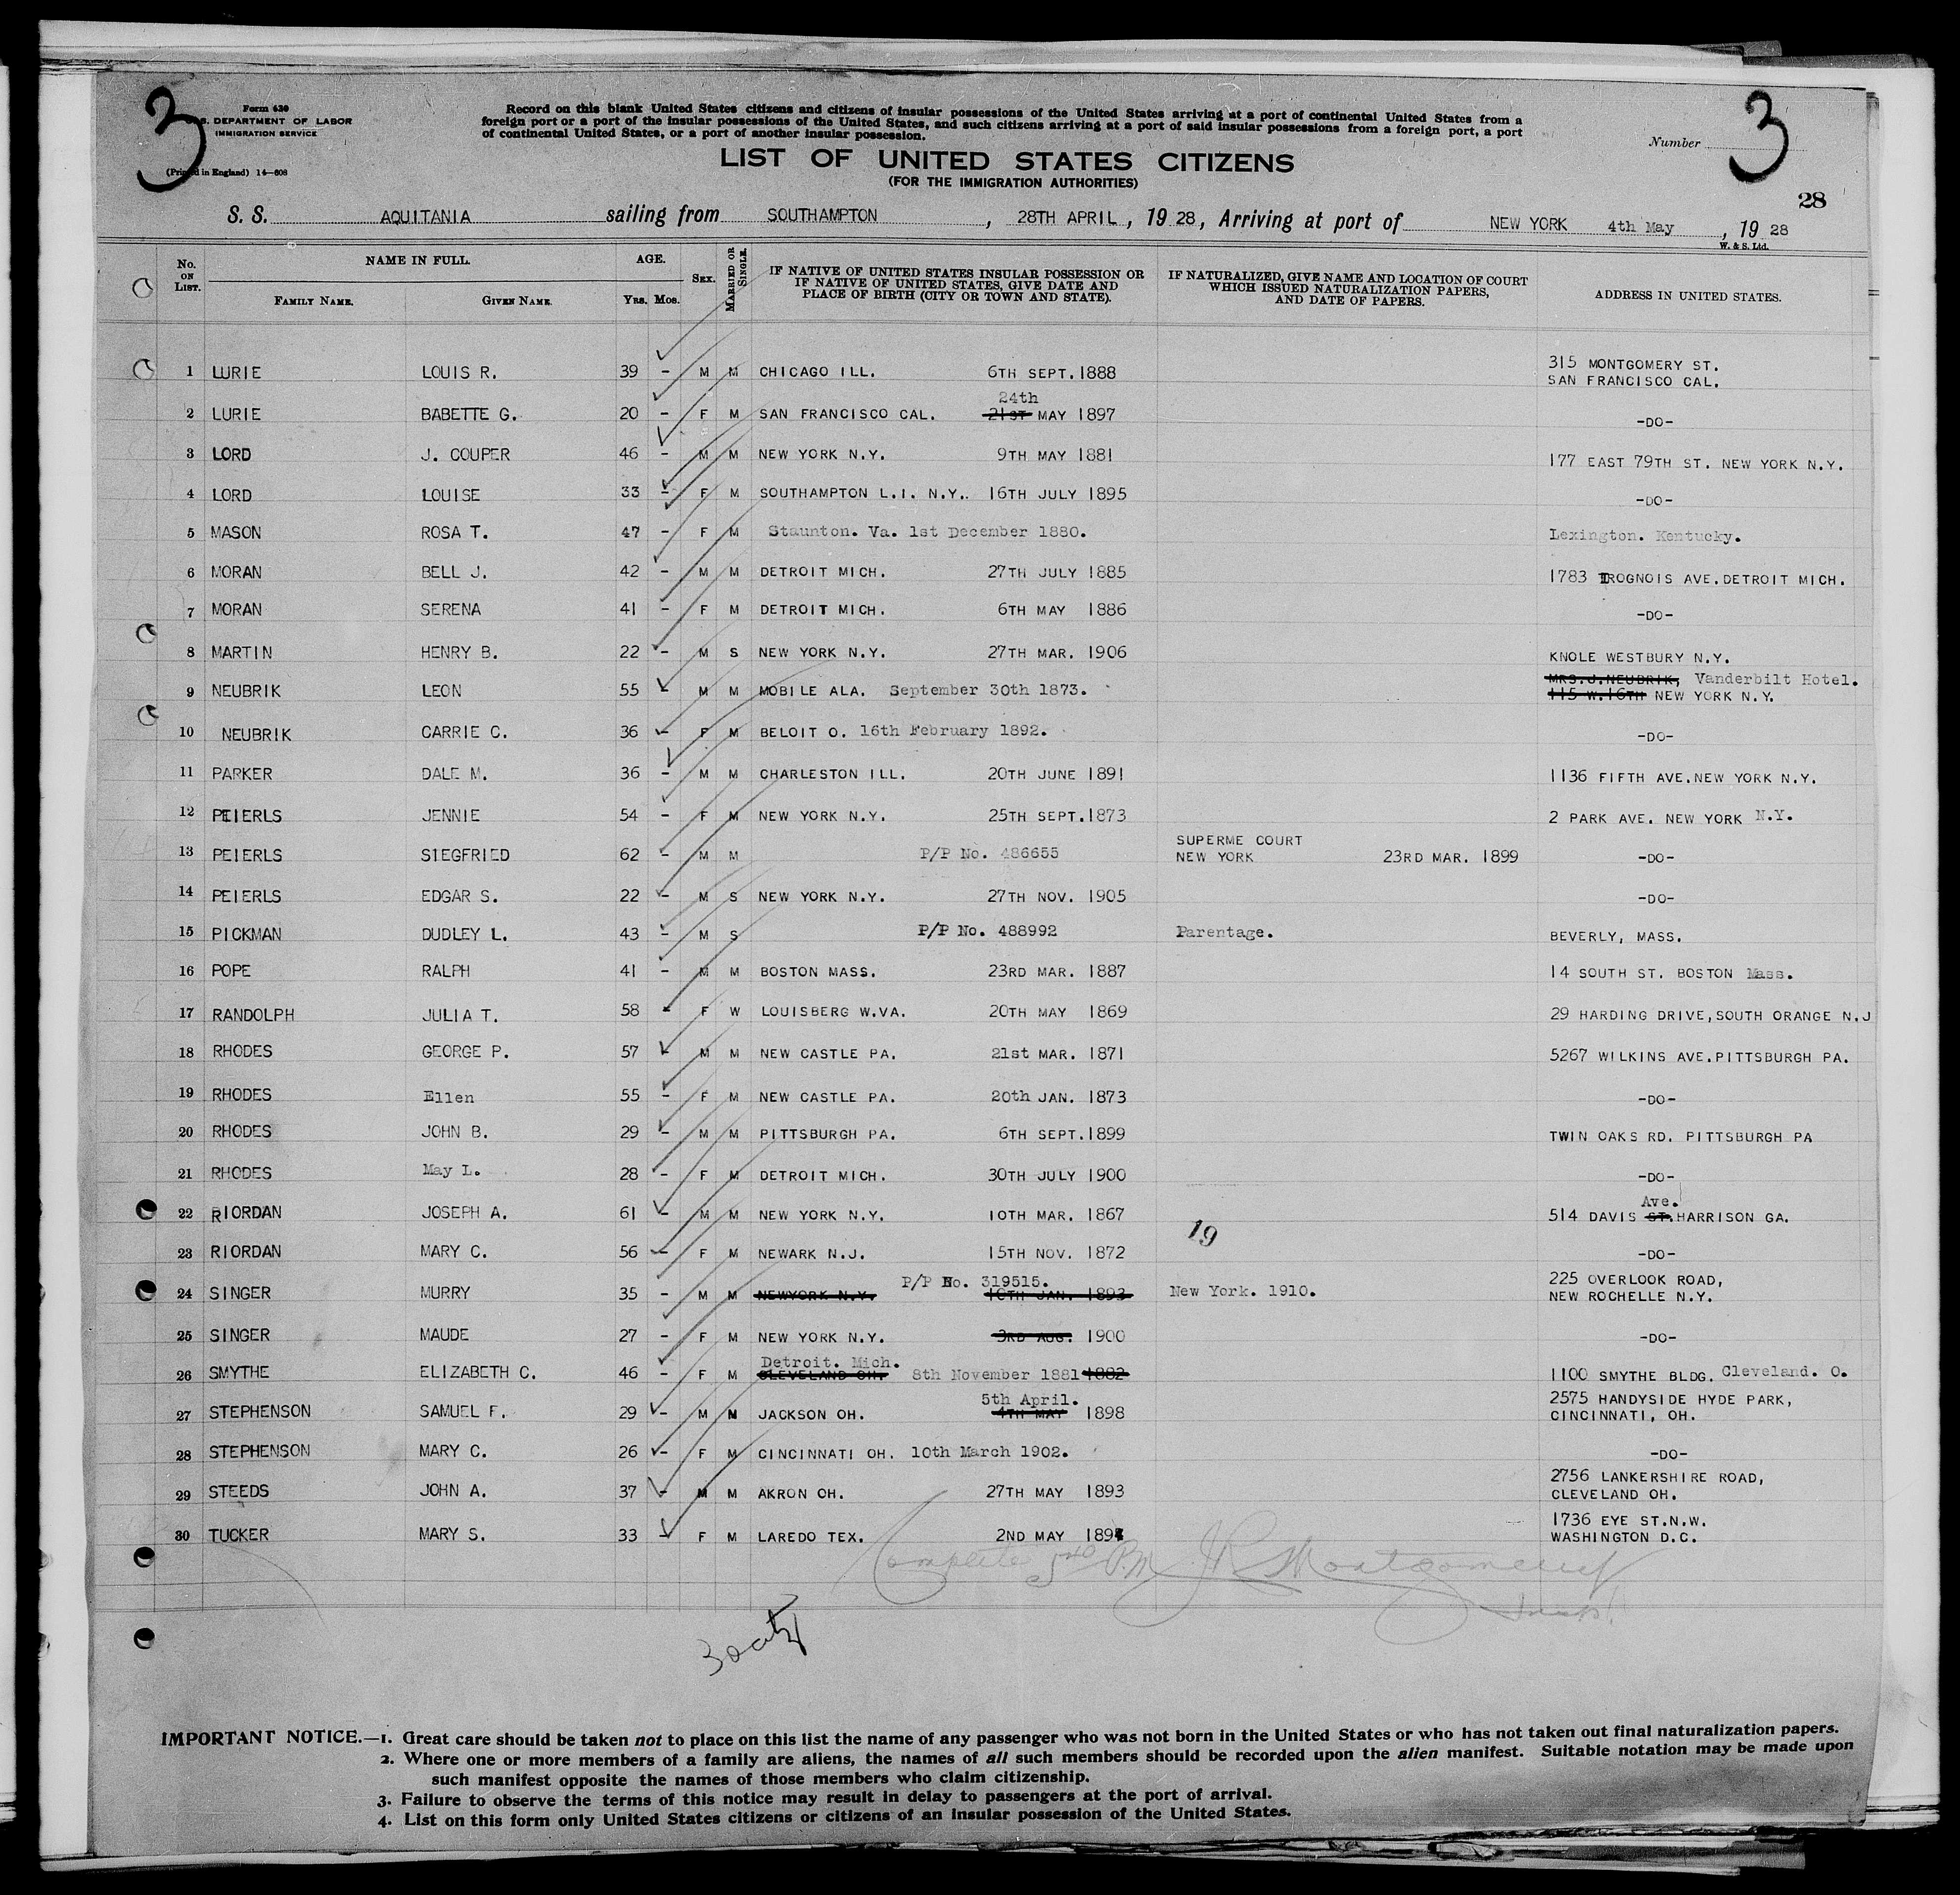 3
Form 630
U.S. DEPARTMENT OF LABOR
IMMIGRATION SERVICE
(Printed in England) 14—608
Record on this blank United States citizens and citizens of insular possessions of the United States arriving at a port of continental United States from a
foreign port or a port of the insular possessions of the United States, and such citizens arriving at a port of said insular possessions from a foreign port, a port
of continental United States, or a port of another insular possession.
Number 3
LIST OF UNITED STATES CITIZENS
(FOR THE IMMIGRATION AUTHORITIES)
28
S. S. AQUITANIA sailing from SOUTHAMPTON, 28TH APRIL, 19 28, Arriving at port of NEW YORK 4th May, 19 28
W. & S. Ltd.
No. ON LIST. NAME IN FULL. FAMILY NAME. GIVEN NAME. AGE. Yrs. Mos. SEX. MARRIED OR SINGLE. IF NATIVE OF UNITED STATES INSULAR POSSESSION OR IF NATIVE OF UNITED STATES, GIVE DATE AND PLACE OF BIRTH (CITY OR TOWN AND STATE). IF NATURALIZED, GIVE NAME AND LOCATION OF COURT WHICH ISSUED NATURALIZATION PAPERS, AND DATE OF PAPERS. ADDRESS IN UNITED STATES.
1 LURIE LOUIS R. 39 - M M CHICAGO ILL. 6TH SEPT. 1888 315 MONTGOMERY ST. SAN FRANCISCO CAL.
2 LURIE BABETTE G. 20 - F M SAN FRANCISCO CAL. 24th 21ST MAY 1897 -DO-
3 LORD J. COUPER 46 - M M NEW YORK N.Y. 9TH MAY 1881 177 EAST 79TH ST. NEW YORK N.Y.
4 LORD LOUISE 33 - F M SOUTHAMPTON L.I. N.Y.. 16TH JULY 1895 -DO-
5 MASON ROSA T. 47 - F M Staunton. Va. 1st December 1880. Lexington. Kentucky.
6 MORAN BELL J. 42 - M M DETROIT MICH. 27TH JULY 1885 1783 IROGNOIS AVE. DETROIT MICH.
7 MORAN SERENA 41 - F M DETROIT MICH. 6TH MAY 1886 -DO-
8 MARTIN HENRY B. 22 - M S NEW YORK N.Y. 27TH MAR. 1906 KNOLE WESTBURY N.Y.
9 NEUBRIK LEON 55 - M M MOBILE ALA. September 30th 1873. MRS. J. NEUBRIK, Vanderbilt Hotel. 115 W. 16TH NEW YORK N.Y.
10 NEUBRIK CARRIE C. 36 - F M BELOIT O. 16th February 1892. -DO-
11 PARKER DALE M. 36 - M M CHARLESTON ILL. 20TH JUNE 1891 1136 FIFTH AVE. NEW YORK N.Y.
12 PEIERLS JENNIE 54 - F M NEW YORK N.Y. 25TH SEPT. 1873 2 PARK AVE. NEW YORK N.Y.
13 PEIERLS SIEGFRIED 62 - M M P/P No. 486655 SUPERME COURT NEW YORK 23RD MAR. 1899 -DO-
14 PEIERLS EDGAR S. 22 - M S NEW YORK N.Y. 27TH NOV. 1905 -DO-
15 PICKMAN DUDLEY L. 43 - M S P/P No. 488992 Parentage. BEVERLY, MASS.
16 POPE RALPH 41 - M M BOSTON MASS. 23RD MAR. 1887 14 SOUTH ST. BOSTON Mass.
17 RANDOLPH JULIA T. 58 - F W LOUISBERG W.VA. 20TH MAY 1869 29 HARDING DRIVE, SOUTH ORANGE N.J
18 RHODES GEORGE P. 57 - M M NEW CASTLE PA. 21st MAR. 1871 5267 WILKINS AVE. PITTSBURGH PA.
19 RHODES Ellen 55 - F M NEW CASTLE PA. 20th JAN. 1873 -DO-
20 RHODES JOHN B. 29 - M M PITTSBURGH PA. 6TH SEPT. 1899 TWIN OAKS RD. PITTSBURGH PA
21 RHODES May L. 28 - F M DETROIT MICH. 30TH JULY 1900 -DO-
22 RIORDAN JOSEPH A. 61 - M M NEW YORK N.Y. 10TH MAR. 1867 514 DAVIS ST. Ave. HARRISON GA.
19
23 RIORDAN MARY C. 56 - F M NEWARK N.J. 15TH NOV. 1872 -DO-
24 SINGER MURRY 35 - M M NEWYORK N.Y. P/P No. 319515. 16TH JAN. 1893 New York. 1910. 225 OVERLOOK ROAD, NEW ROCHELLE N.Y.
25 SINGER MAUDE 27 - F M NEW YORK N.Y. 3RD AUG. 1900 -DO-
26 SMYTHE ELIZABETH C. 46 - F M Detroit. Mich. CLEVELAND OH. 8th November 1881 1882 1100 SMYTHE BLDG. Cleveland. O.
27 STEPHENSON SAMUEL F. 29 - M M JACKSON OH. 5th April. 4TH MAY 1898 2575 HANDYSIDE HYDE PARK, CINCINNATI, OH.
28 STEPHENSON MARY C. 26 - F M CINCINNATI OH. 10th March 1902. -DO-
29 STEEDS JOHN A. 37 - M M AKRON OH. 27TH MAY 1893 2756 LANKERSHIRE ROAD, CLEVELAND OH.
30 TUCKER MARY S. 33 - F M LAREDO TEX. 2ND MAY 1894 1736 EYE ST. N.W. WASHINGTON D.C.
Complete 5 40 P.M. J R Montgomery
Insp.
IMPORTANT NOTICE.—1. Great care should be taken not to place on this list the name of any passenger who was not born in the United States or who has not taken out final naturalization papers.
2. Where one or more members of a family are aliens, the names of all such members should be recorded upon the alien manifest. Suitable notation may be made upon
such manifest opposite the names of those members who claim citizenship.
3. Failure to observe the terms of this notice may result in delay to passengers at the port of arrival.
4. List on this form only United States citizens or citizens of an insular possession of the United States.